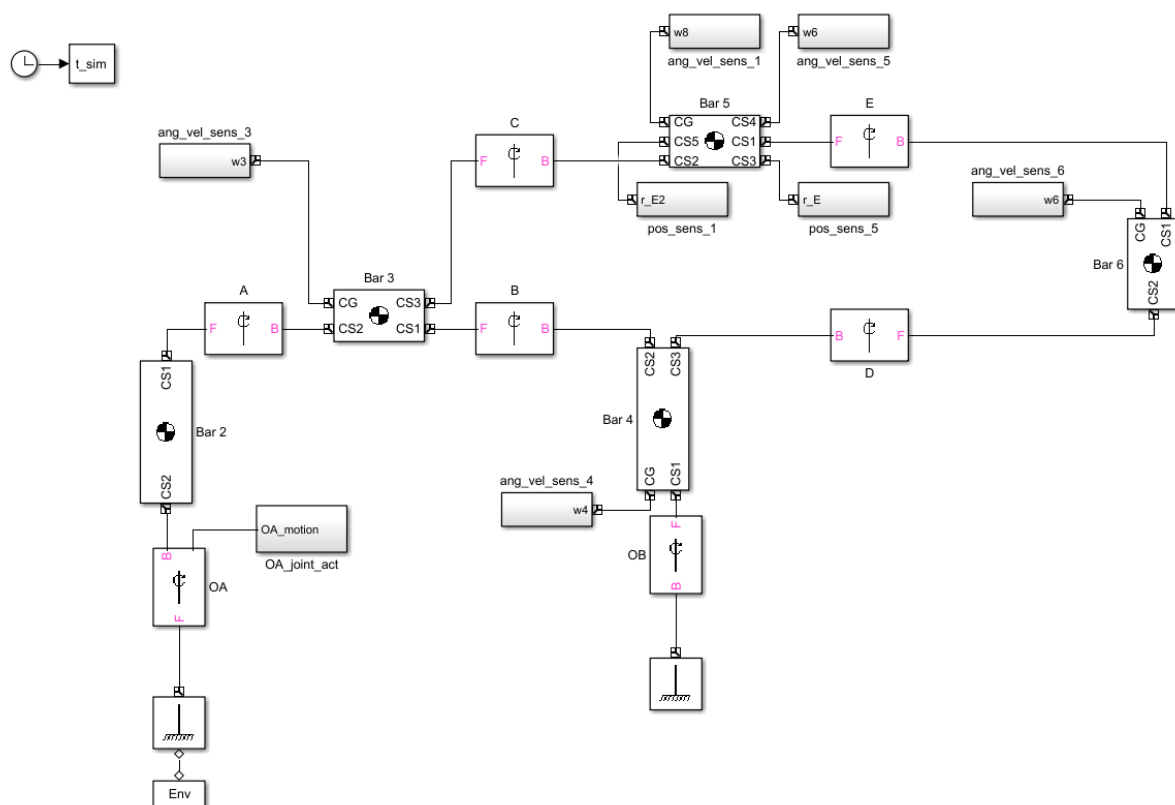 t_sim
w8
ang_vel_sens_1
w6
ang_vel_sens_5
Bar 5
CG
CS5
CS2
CS4
CS1
CS3
E
F
B
C
F
B
ang_vel_sens_3
w3
r_E2
pos_sens_1
r_E
pos_sens_5
ang_vel_sens_6
w6
CG
CS1
Bar 6
CS2
Bar 3
CG
CS2
CS3
CS1
A
F
B
B
F
B
B
F
D
CS1
Bar 2
CS2
CS2
CS3
Bar 4
CG
CS1
ang_vel_sens_4
w4
OA_motion
OA_joint_act
B
OA
F
F
OB
B
Env